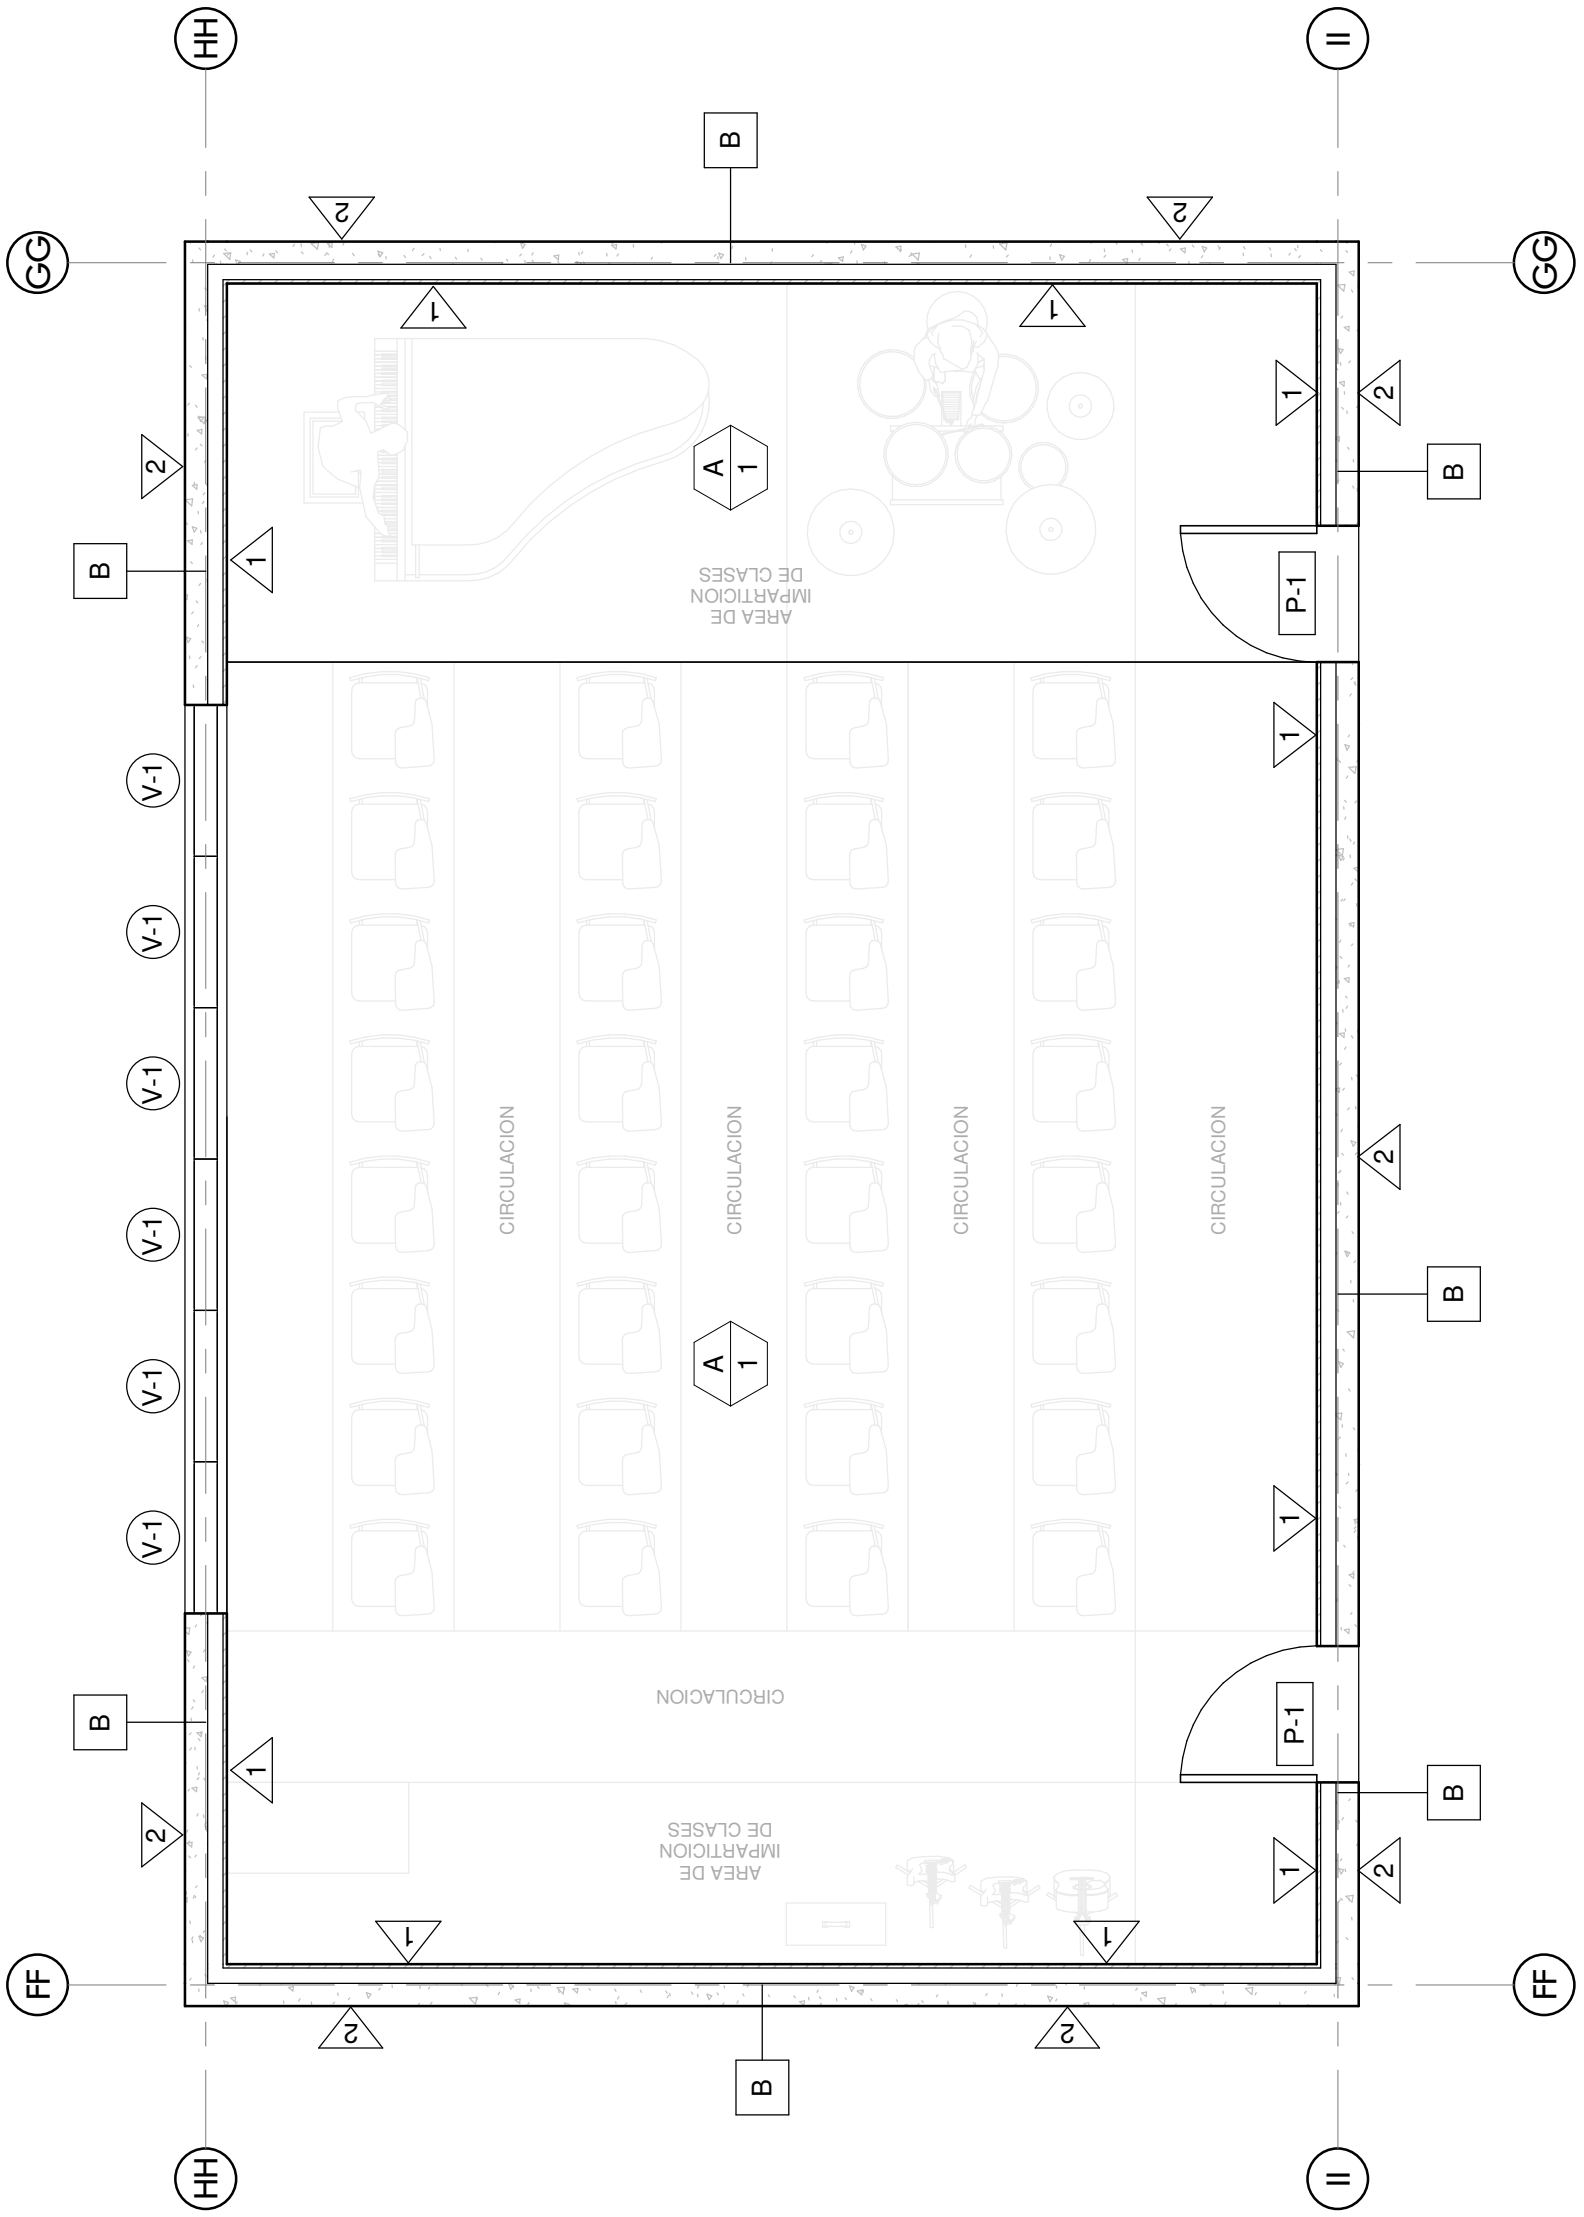 FF GG
B B
2 V-1 V-1 V-1 V-1 V-1 V-1 2
HH HH
1 1
2 2
1 1
CIRCULACION
AREA DE
IMPARTICION
DE CLASES
CIRCULACION
AREA DE
IMPARTICION
DE CLASES
B B
A A
1 1
CIRCULACION
CIRCULACION
2 2
1 1
CIRCULACION
1 P-1 1 1 P-1 1
II II
2 2 2
B B B
FF GG